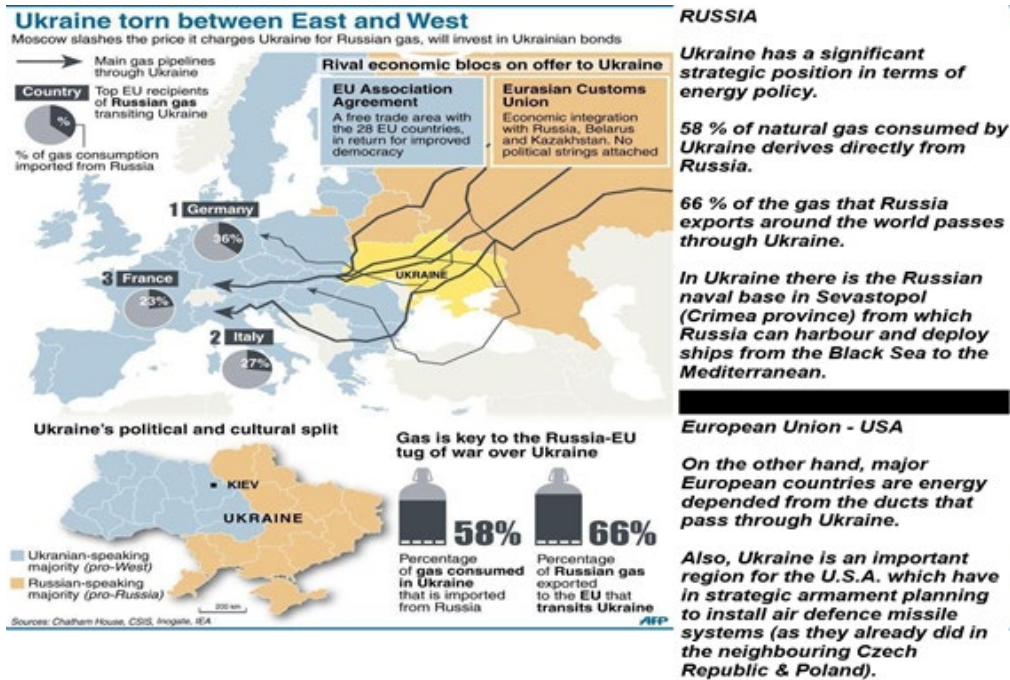 Ukraine torn between East and West
Moscow slashes the price it charges Ukraine for Russian gas, will invest in Ukrainian bonds
Main gas pipelines
through Ukraine
Country
Top EU recipients
of Russian gas
transiting Ukraine
%
% of gas consumption
imported from Russia
Rival economic blocs on offer to Ukraine
EU Association
Agreement
A free trade area with
the 28 EU countries,
in return for improved
democracy
Eurasian Customs
Union
Economic integration
with Russia, Belarus
and Kazakhstan. No
political strings attached
1 Germany
36%
3 France
23%
2 Italy
27%
UKRAINE
Ukraine's political and cultural split
KIEV
UKRAINE
Ukranian-speaking
majority (pro-West)
Russian-speaking
majority (pro-Russia)
200 km
Gas is key to the Russia-EU
tug of war over Ukraine
58%
Percentage
of gas consumed
in Ukraine
that is imported
from Russia
66%
Percentage
of Russian gas
exported
to the EU that
transits Ukraine
Sources: Chatham House, CSIS, Inogate, IEA
AFP
RUSSIA
Ukraine has a significant
strategic position in terms of
energy policy.
58 % of natural gas consumed by
Ukraine derives directly from
Russia.
66 % of the gas that Russia
exports around the world passes
through Ukraine.
In Ukraine there is the Russian
naval base in Sevastopol
(Crimea province) from which
Russia can harbour and deploy
ships from the Black Sea to the
Mediterranean.
European Union - USA
On the other hand, major
European countries are energy
depended from the ducts that
pass through Ukraine.
Also, Ukraine is an important
region for the U.S.A. which have
in strategic armament planning
to install air defence missile
systems (as they already did in
the neighbouring Czech
Republic & Poland).